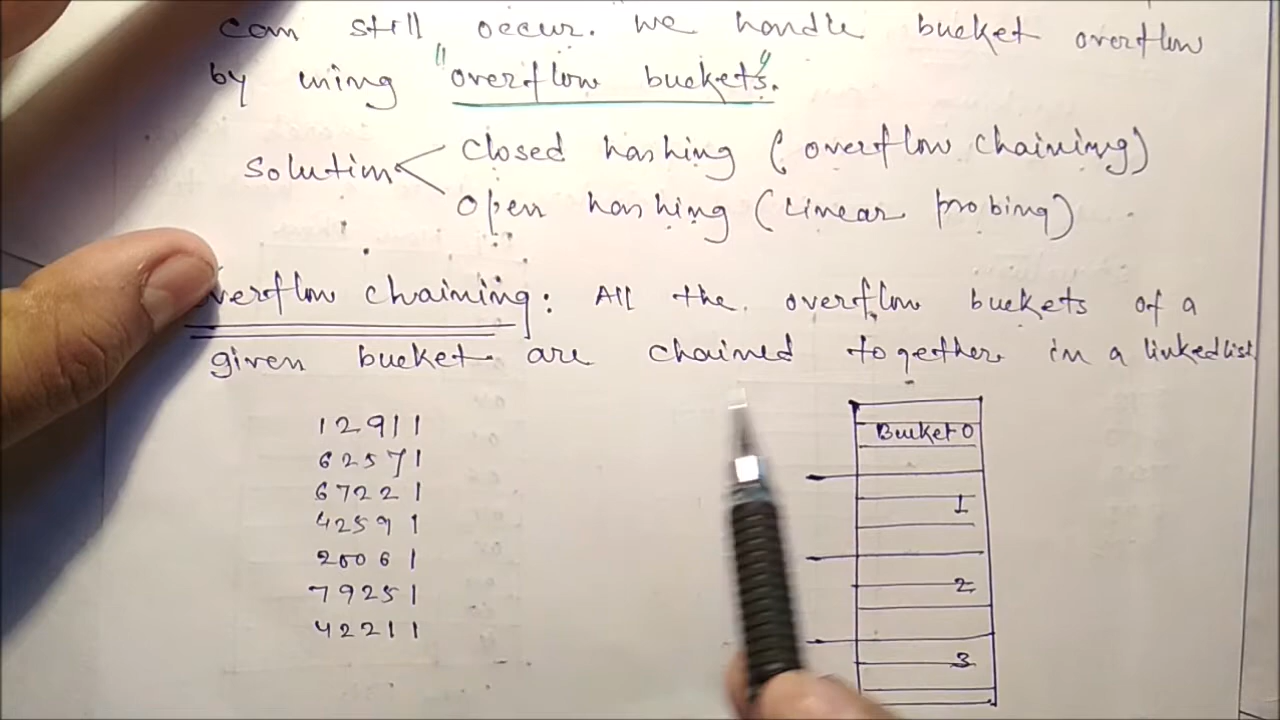 can still occur. we handle bucket overflow
by using "overflow buckets".
Solution
closed hashing (overflow chaining)
open hashing (Linear probing)
overflow chaining: All the overflow buckets of a
given bucket are chained together in a linkedlist
12911
62571
67221
42591
20061
79251
42211
Bucket 0
1
2
3